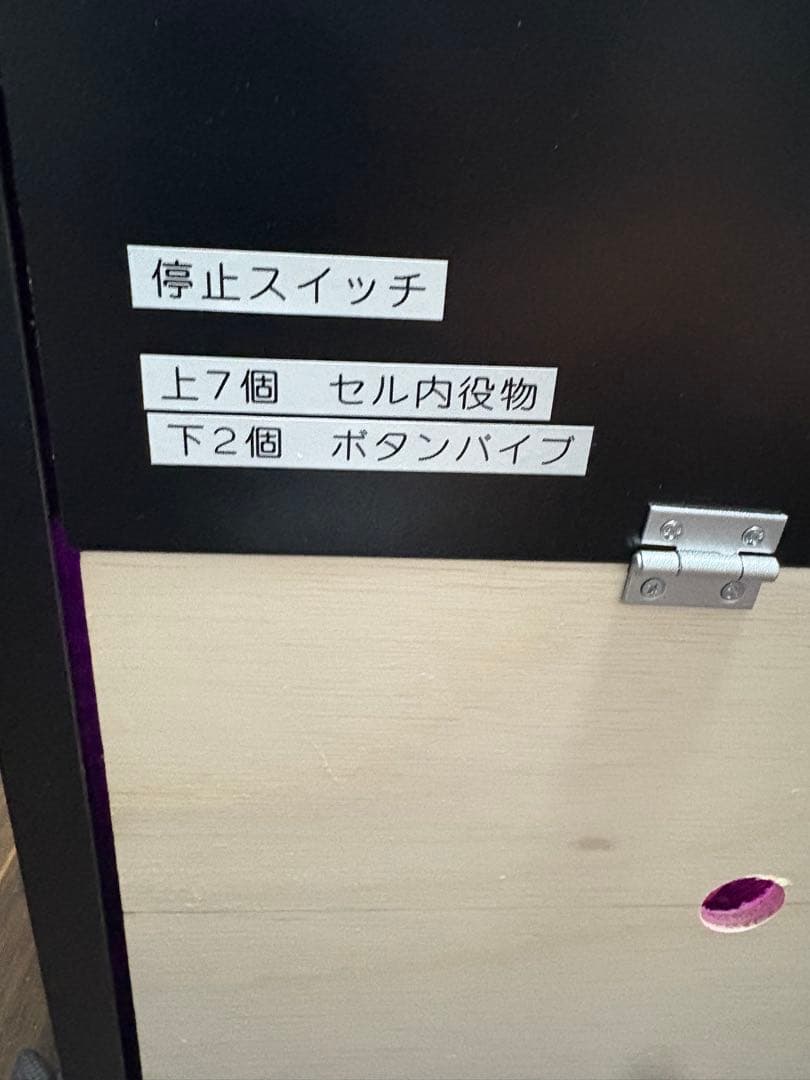 停止スイッチ
上7個　セル内役物
下2個　ボタンバイブ